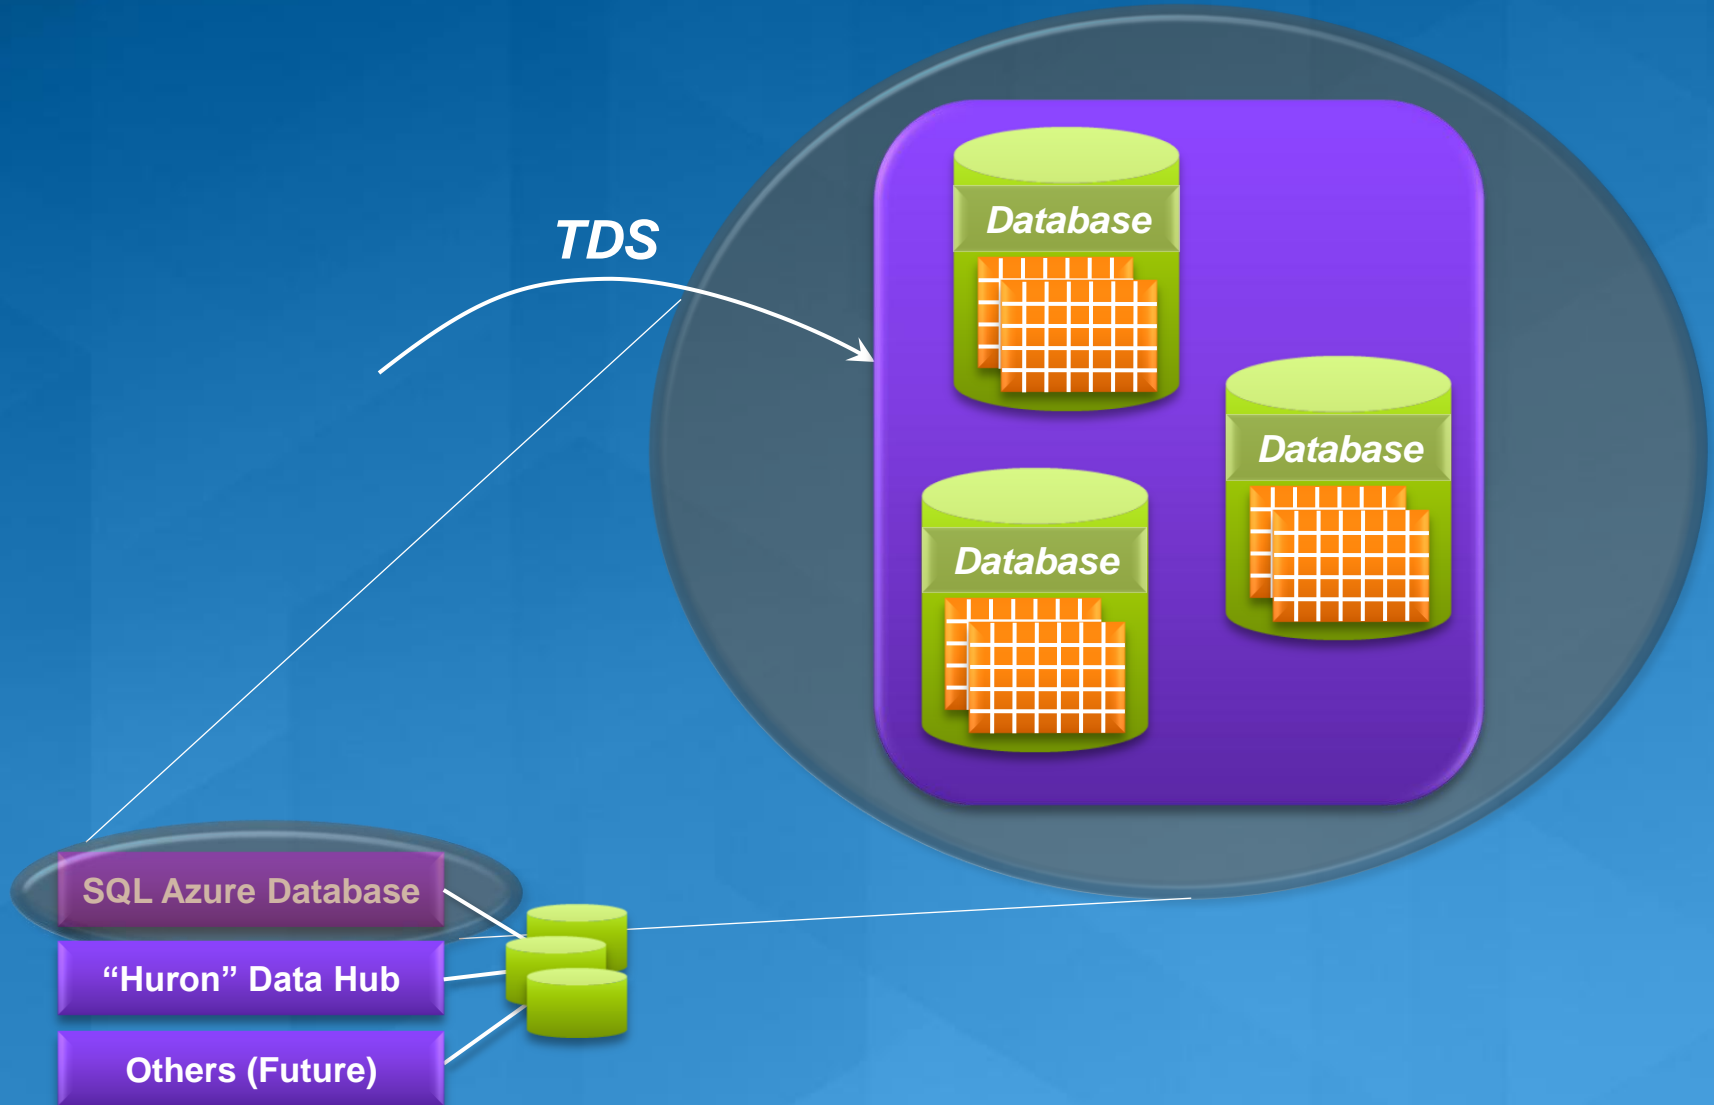 TDS
Database
Database
Database
SQL Azure Database
“Huron” Data Hub
Others (Future)